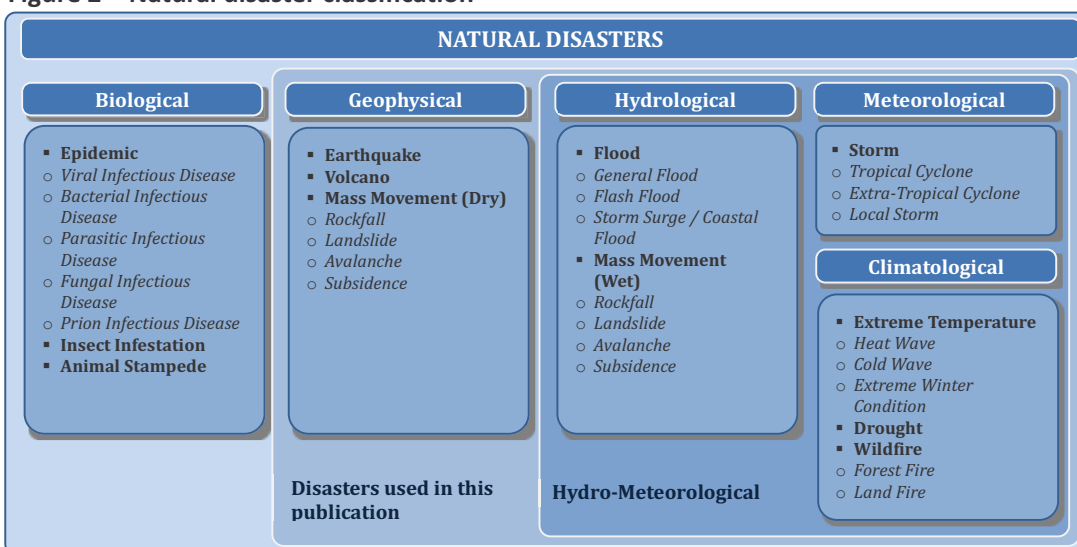 NATURAL DISASTERS
Biological
▪ Epidemic
o Viral Infectious Disease
o Bacterial Infectious
Disease
o Parasitic Infectious
Disease
o Fungal Infectious
Disease
o Prion Infectious Disease
▪ Insect Infestation
▪ Animal Stampede
Geophysical
▪ Earthquake
▪ Volcano
▪ Mass Movement (Dry)
o Rockfall
o Landslide
o Avalanche
o Subsidence
Hydrological
▪ Flood
o General Flood
o Flash Flood
o Storm Surge / Coastal
Flood
▪ Mass Movement
(Wet)
o Rockfall
o Landslide
o Avalanche
o Subsidence
Meteorological
▪ Storm
o Tropical Cyclone
o Extra-Tropical Cyclone
o Local Storm
Climatological
▪ Extreme Temperature
o Heat Wave
o Cold Wave
o Extreme Winter
Condition
▪ Drought
▪ Wildfire
o Forest Fire
o Land Fire
Disasters used in this
publication
Hydro-Meteorological